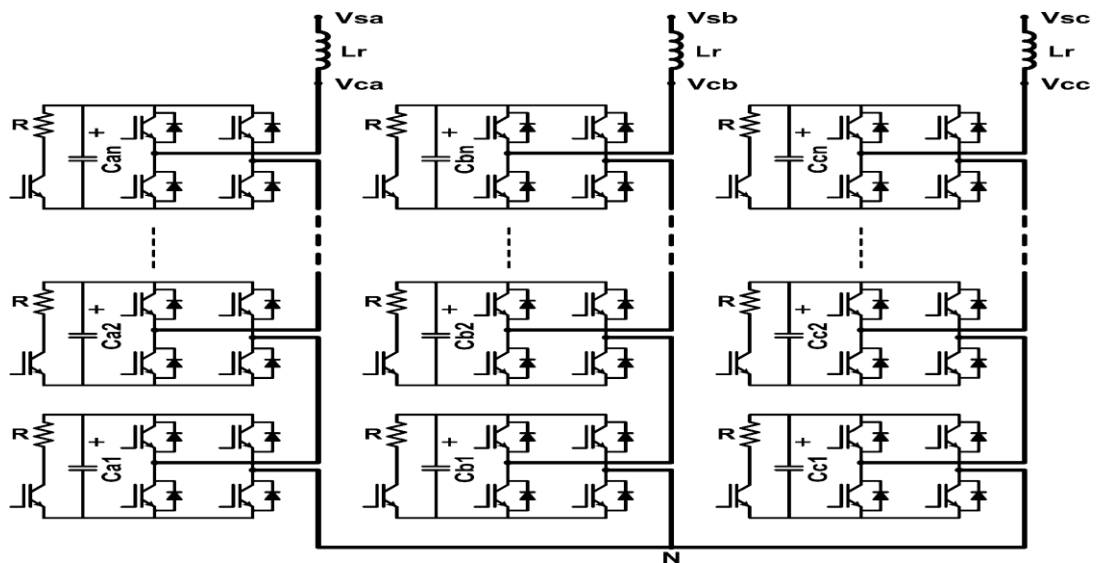 Vsa Vsb Vsc
Lr Lr Lr
Vca Vcb Vcc
R + Can R + Cbn R + Ccn
R + Ca2 R + Cb2 R + Cc2
R + Ca1 R + Cb1 R + Cc1
N